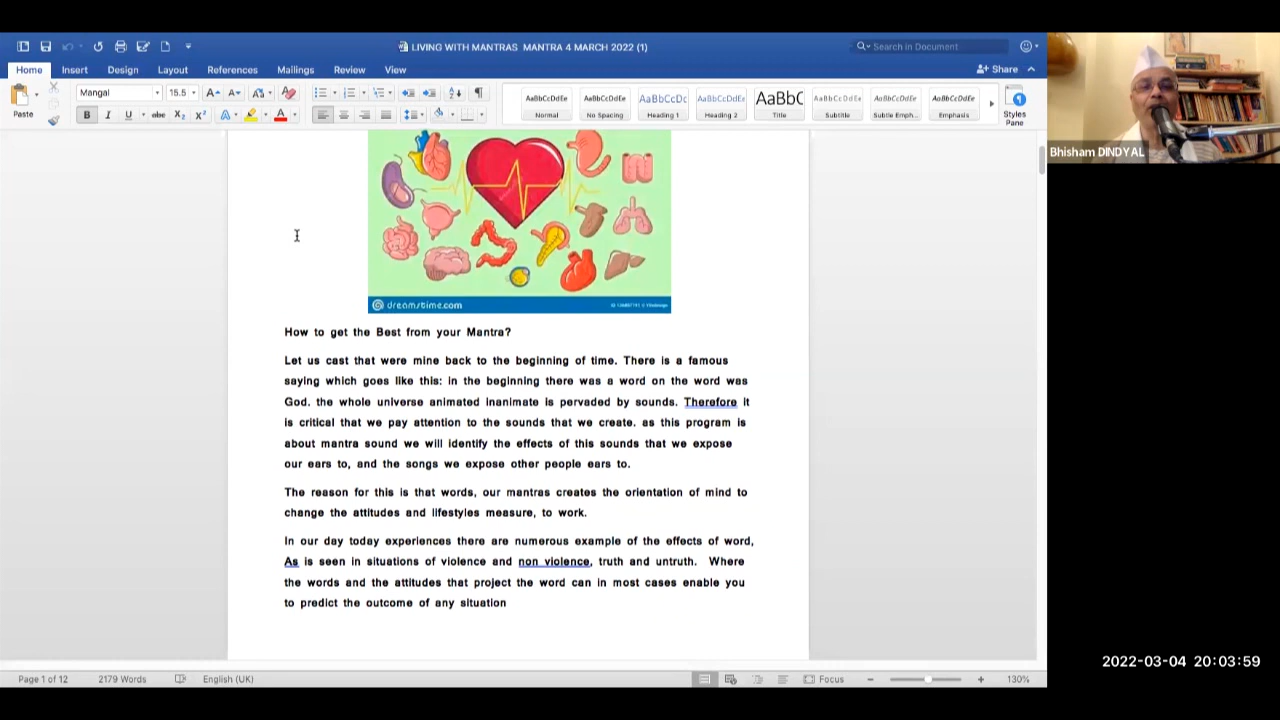 LIVING WITH MANTRAS MANTRA 4 MARCH 2022 (1)
Search in Document
Home Insert Design Layout References Mailings Review View
Share
Paste
Mangal 15.5
B I U abc X₂ X²
AaBbCcDdEe AaBbCcDdEe AaBbCcDc AaBbCcDdEe AaBbC AaBbCcDdEe AaBbCcDdEe AaBbCcDdEe
Normal No Spacing Heading 1 Heading 2 Title Subtitle Subtle Emph... Emphasis
Styles
Pane
Bhisham DINDYAL
dreamstime.com
How to get the Best from your Mantra?
Let us cast that were mine back to the beginning of time. There is a famous
saying which goes like this: in the beginning there was a word on the word was
God. the whole universe animated inanimate is pervaded by sounds. Therefore it
is critical that we pay attention to the sounds that we create. as this program is
about mantra sound we will identify the effects of this sounds that we expose
our ears to, and the songs we expose other people ears to.
The reason for this is that words, our mantras creates the orientation of mind to
change the attitudes and lifestyles measure, to work.
In our day today experiences there are numerous example of the effects of word,
As is seen in situations of violence and non violence, truth and untruth. Where
the words and the attitudes that project the word can in most cases enable you
to predict the outcome of any situation
2022-03-04 20:03:59
Page 1 of 12 2179 Words English (UK) Focus 130%